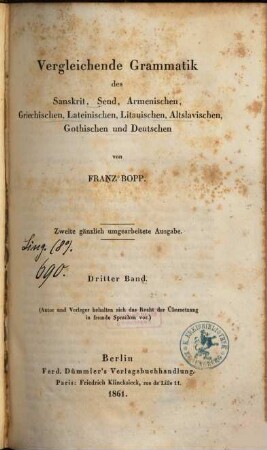 Vergleichende Grammatik
des
Sanskrit, Send, Armenischen,
Griechischen, Lateinischen, Litauischen, Altslavischen,
Gothischen und Deutschen
von
FRANZ BOPP.
Zweite gänzlich umgearbeitete Ausgabe.
Ling. (89).
690.
Dritter Band.
(Autor und Verleger behalten sich das Recht der Übersetzung
in fremde Sprachen vor.)
Berlin
Ferd. Dümmler's Verlagsbuchhandlung.
Paris: Friedrich Klincksieck, rue de Lille 11.
1861.